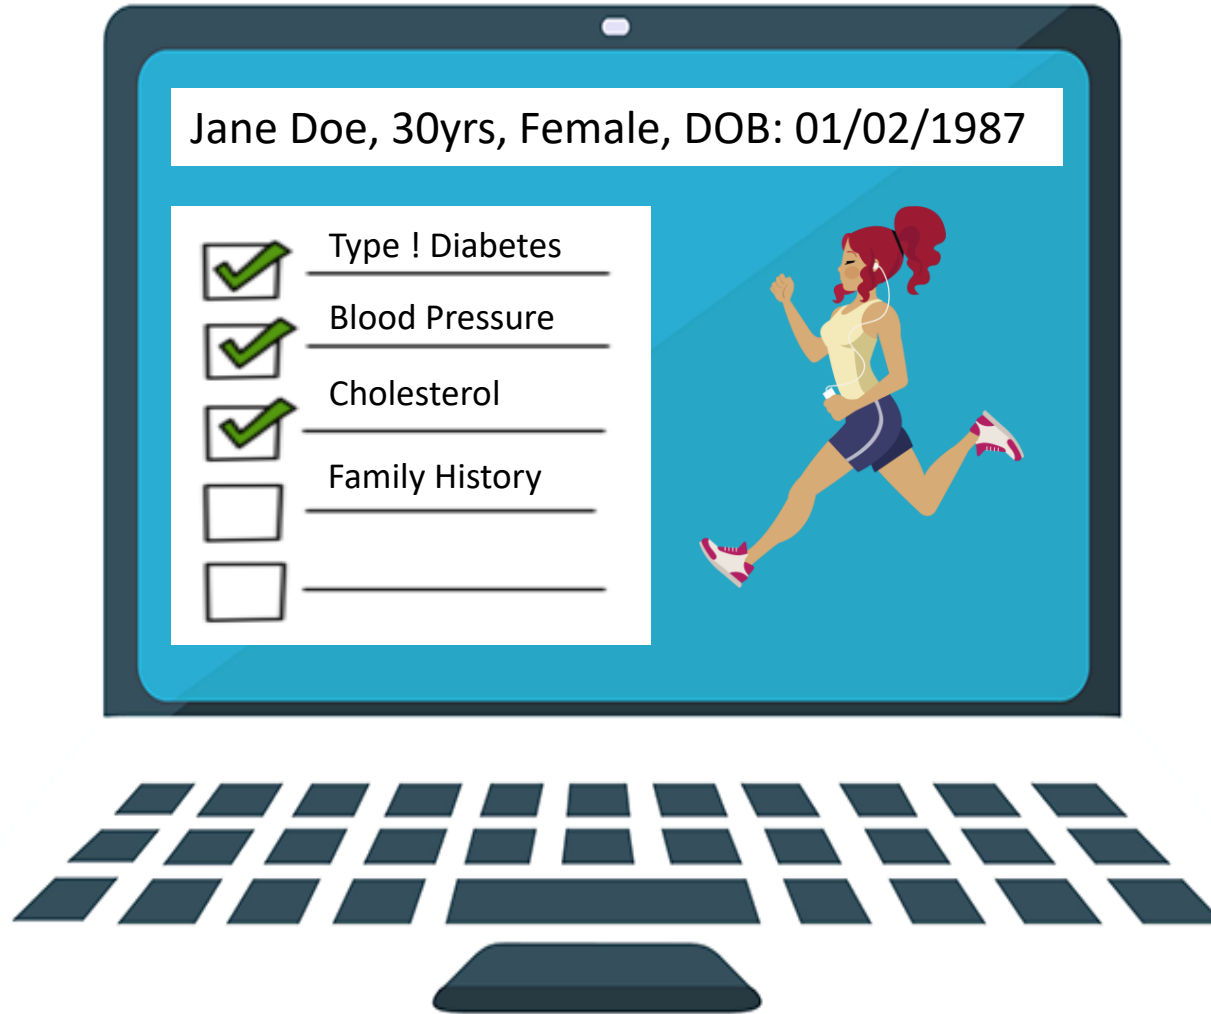 Jane Doe, 30yrs, Female, DOB: 01/02/1987
Type ! Diabetes
Blood Pressure
Cholesterol
Family History